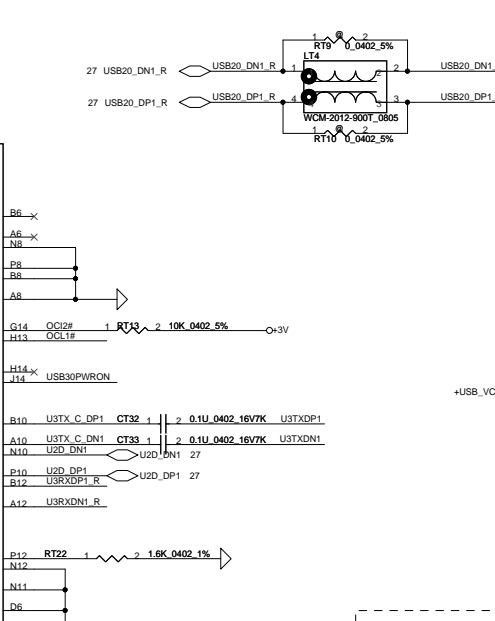 1 @ 2
RT9 0_0402_5%
LT4
27 USB20_DN1_R USB20_DN1_R 1 2 2 USB20_DN1
27 USB20_DP1_R USB20_DP1_R 4 3 3 USB20_DP1
WCM-2012-900T_0805
1 @ 2
RT10 0_0402_5%
B6
A6
N8
P8
B8
A8
G14 OCI2# 1 RT13 2 10K_0402_5% +3V
H13 OCL1#
H14
J14 USB30PWRON
+USB_VC
B10 U3TX_C_DP1 CT32 1 2 0.1U_0402_16V7K U3TXDP1
A10 U3TX_C_DN1 CT33 1 2 0.1U_0402_16V7K U3TXDN1
N10 U2D_DN1 U2D_DN1 27
P10 U2D_DP1 U2D_DP1 27
B12 U3RXDP1_R
A12 U3RXDN1_R
P12 RT22 1 2 1.6K_0402_1%
N12
N11
D6